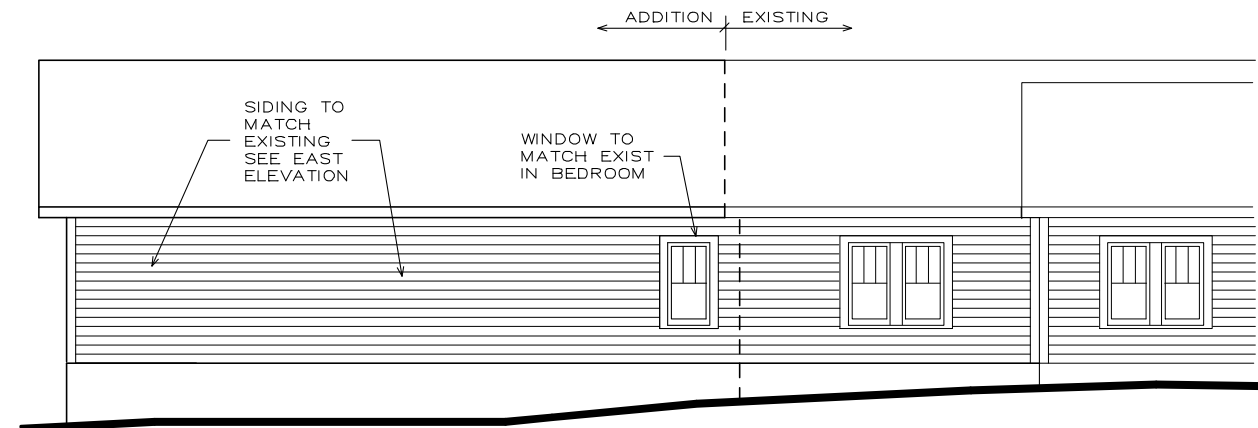 ADDITION EXISTING
SIDING TO
MATCH
EXISTING
SEE EAST
ELEVATION
WINDOW TO
MATCH EXIST
IN BEDROOM